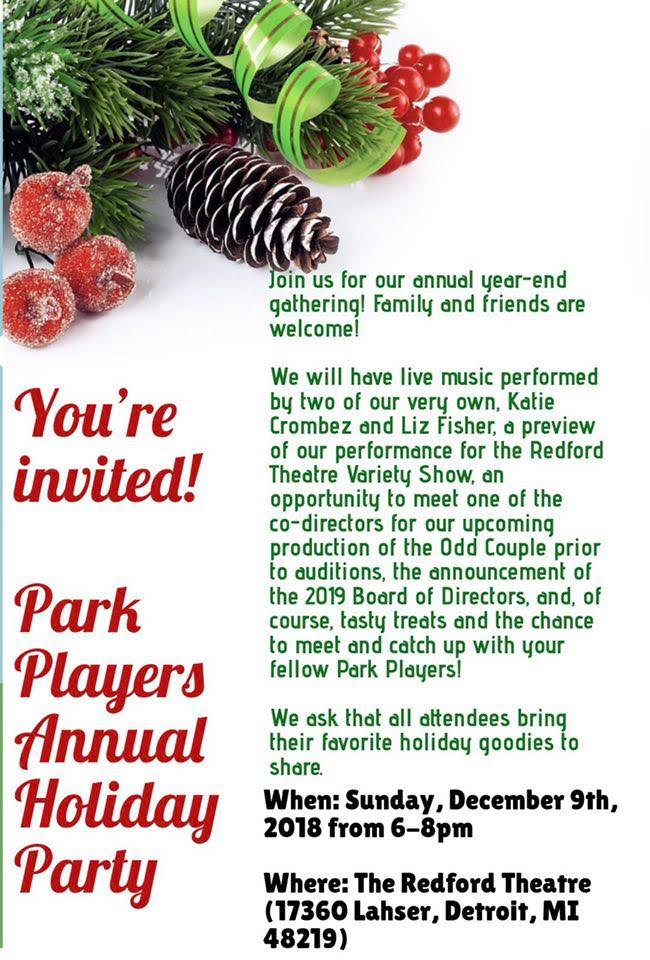 Join us for our annual year-end
gathering! Family and friends are
welcome!
We will have live music performed
by two of our very own, Katie
Crombez and Liz Fisher, a preview
of our performance for the Redford
Theatre Variety Show, an
opportunity to meet one of the
co-directors for our upcoming
production of the Odd Couple prior
to auditions, the announcement of
the 2019 Board of Directors, and, of
course, tasty treats and the chance
to meet and catch up with your
fellow Park Players!
We ask that all attendees bring
their favorite holiday goodies to
share.
When: Sunday, December 9th,
2018 from 6-8pm
Where: The Redford Theatre
(17360 Lahser, Detroit, MI
48219)
You're
invited!
Park
Players
Annual
Holiday
Party